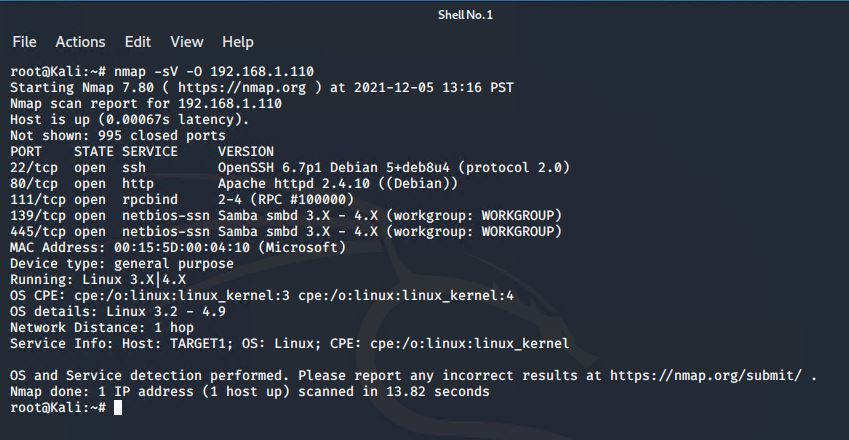 Shell No.1
File Actions Edit View Help
root@Kali:~# nmap -sV -O 192.168.1.110
Starting Nmap 7.80 ( https://nmap.org ) at 2021-12-05 13:16 PST
Nmap scan report for 192.168.1.110
Host is up (0.00067s latency).
Not shown: 995 closed ports
PORT    STATE SERVICE     VERSION
22/tcp  open  ssh         OpenSSH 6.7p1 Debian 5+deb8u4 (protocol 2.0)
80/tcp  open  http        Apache httpd 2.4.10 ((Debian))
111/tcp open  rpcbind     2-4 (RPC #100000)
139/tcp open  netbios-ssn Samba smbd 3.X - 4.X (workgroup: WORKGROUP)
445/tcp open  netbios-ssn Samba smbd 3.X - 4.X (workgroup: WORKGROUP)
MAC Address: 00:15:5D:00:04:10 (Microsoft)
Device type: general purpose
Running: Linux 3.X|4.X
OS CPE: cpe:/o:linux:linux_kernel:3 cpe:/o:linux:linux_kernel:4
OS details: Linux 3.2 - 4.9
Network Distance: 1 hop
Service Info: Host: TARGET1; OS: Linux; CPE: cpe:/o:linux:linux_kernel
OS and Service detection performed. Please report any incorrect results at https://nmap.org/submit/ .
Nmap done: 1 IP address (1 host up) scanned in 13.82 seconds
root@Kali:~#